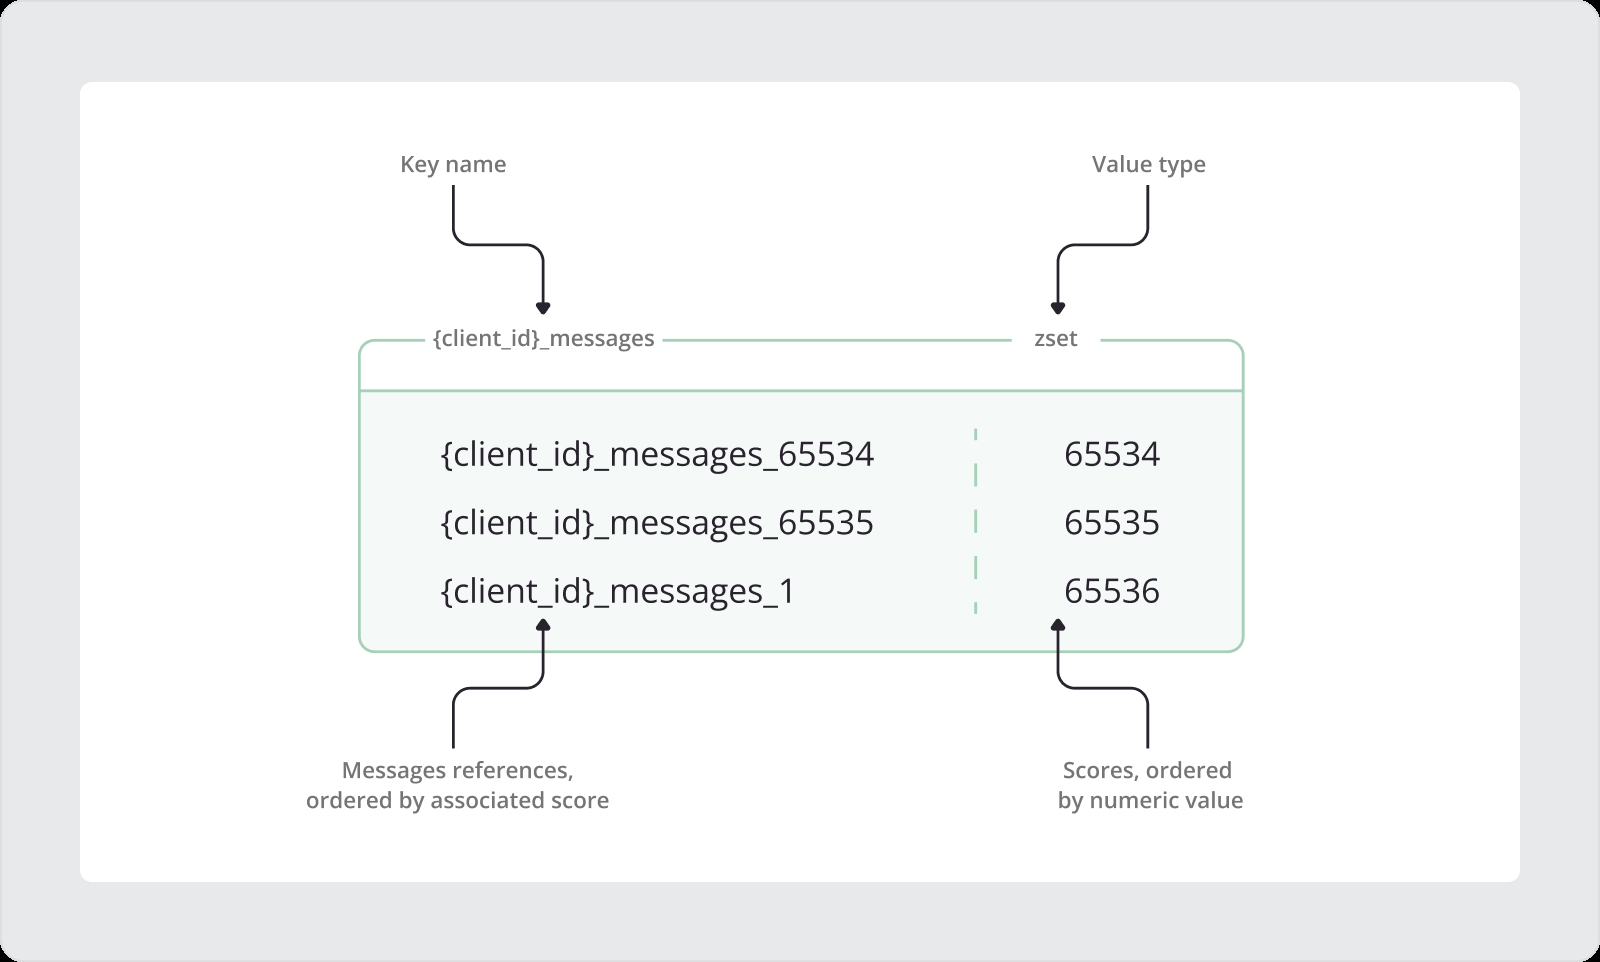 Key name
Value type
{client_id}_messages
zset
{client_id}_messages_65534
65534
{client_id}_messages_65535
65535
{client_id}_messages_1
65536
Messages references,
ordered by associated score
Scores, ordered
by numeric value